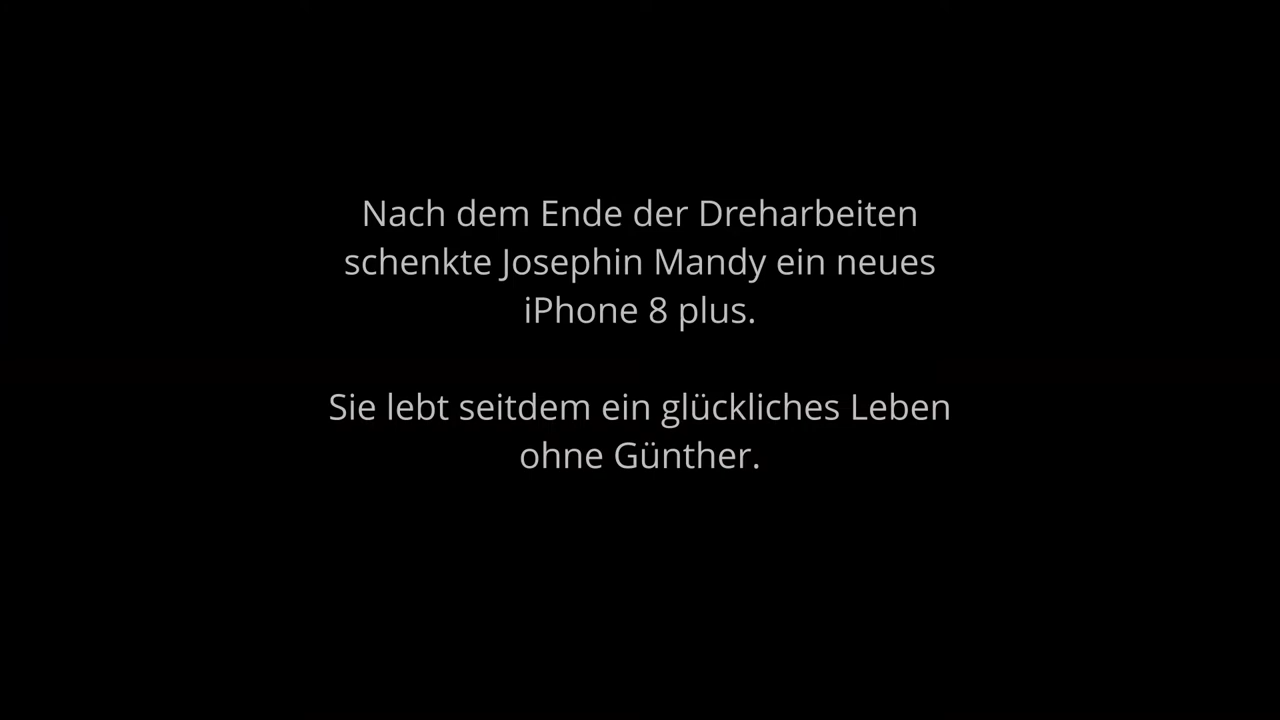 Nach dem Ende der Dreharbeiten
schenkte Josephin Mandy ein neues
iPhone 8 plus.
Sie lebt seitdem ein glückliches Leben
ohne Günther.